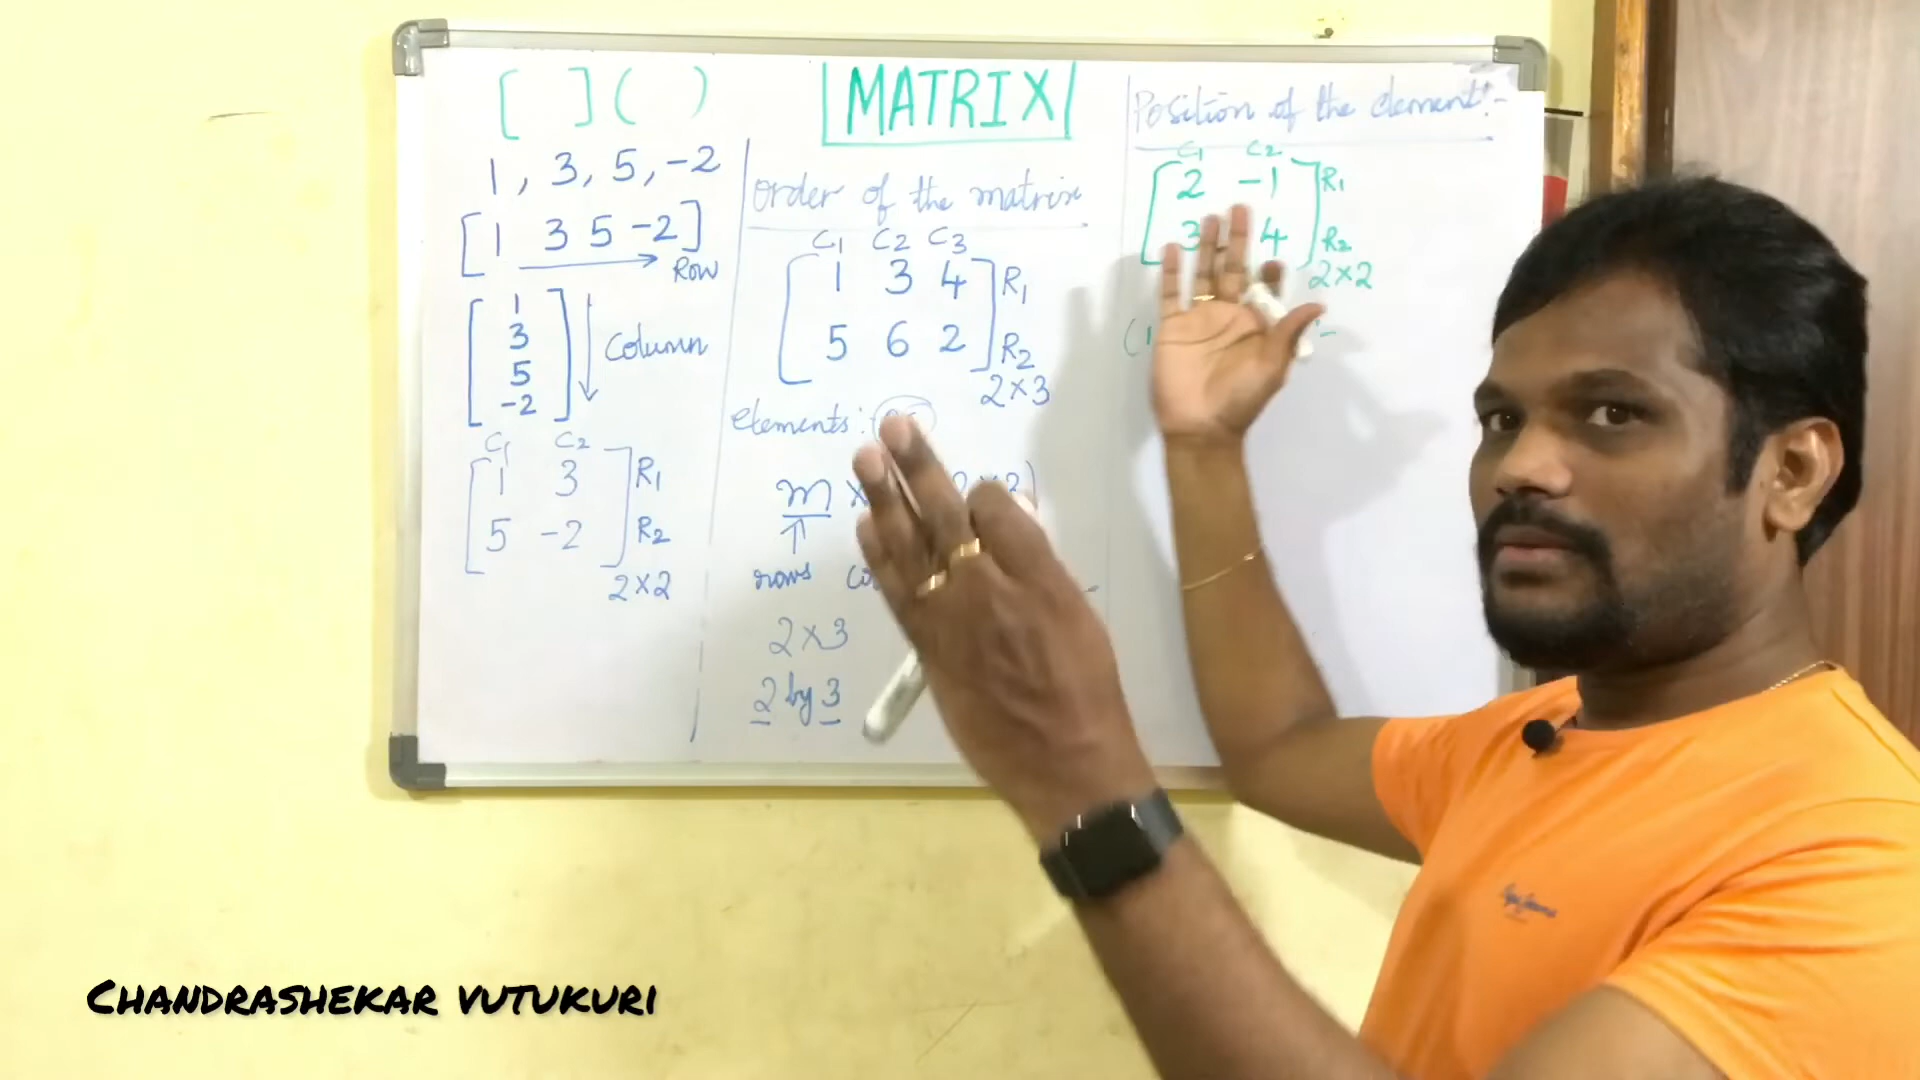 [ ] ( )
MATRIX
1, 3, 5, -2
[1 3 5 -2]
Row
1
3
5
-2
Column
C1 C2
1 3 R1
5 -2 R2
2×2
order of the matrix
C1 C2 C3
1 3 4 R1
5 6 2 R2
2×3
elements:
m ×
↑
rows
2×3
2 by 3
Position of the element:-
C1 C2
2 -1 R1
3 4 R2
2×2
CHANDRASHEKAR VUTUKURI